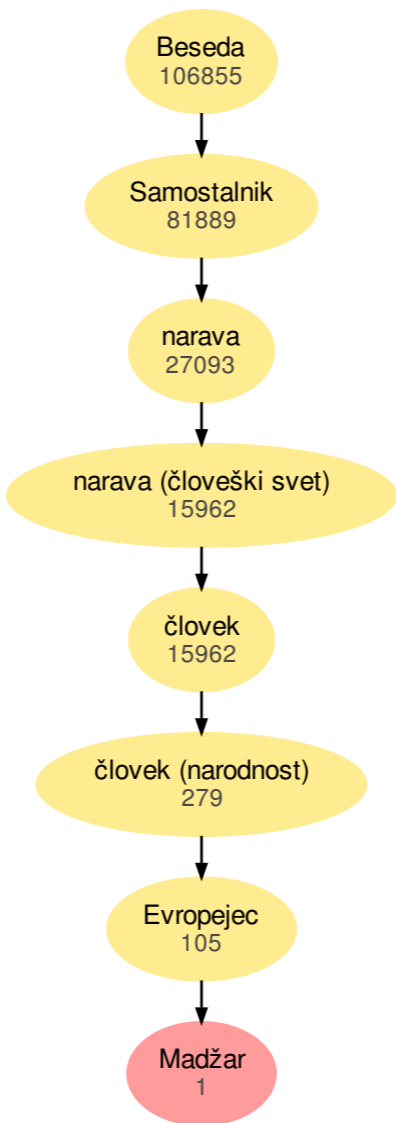 Beseda
106855
Samostalnik
81889
narava
27093
narava (človeški svet)
15962
človek
15962
človek (narodnost)
279
Evropejec
105
Madžar
1